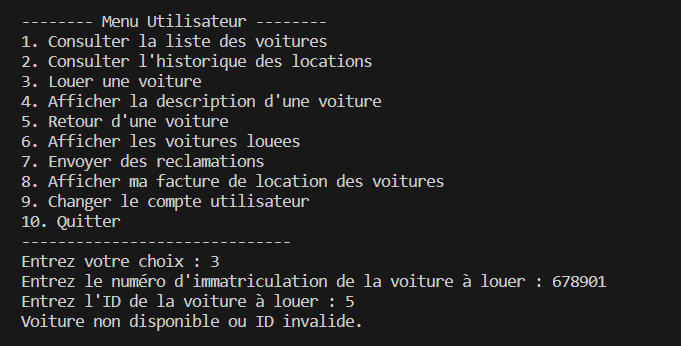 -------- Menu Utilisateur --------
1. Consulter la liste des voitures
2. Consulter l'historique des locations
3. Louer une voiture
4. Afficher la description d'une voiture
5. Retour d'une voiture
6. Afficher les voitures louees
7. Envoyer des reclamations
8. Afficher ma facture de location des voitures
9. Changer le compte utilisateur
10. Quitter
------------------------------
Entrez votre choix : 3
Entrez le numéro d'immatriculation de la voiture à louer : 678901
Entrez l'ID de la voiture à louer : 5
Voiture non disponible ou ID invalide.